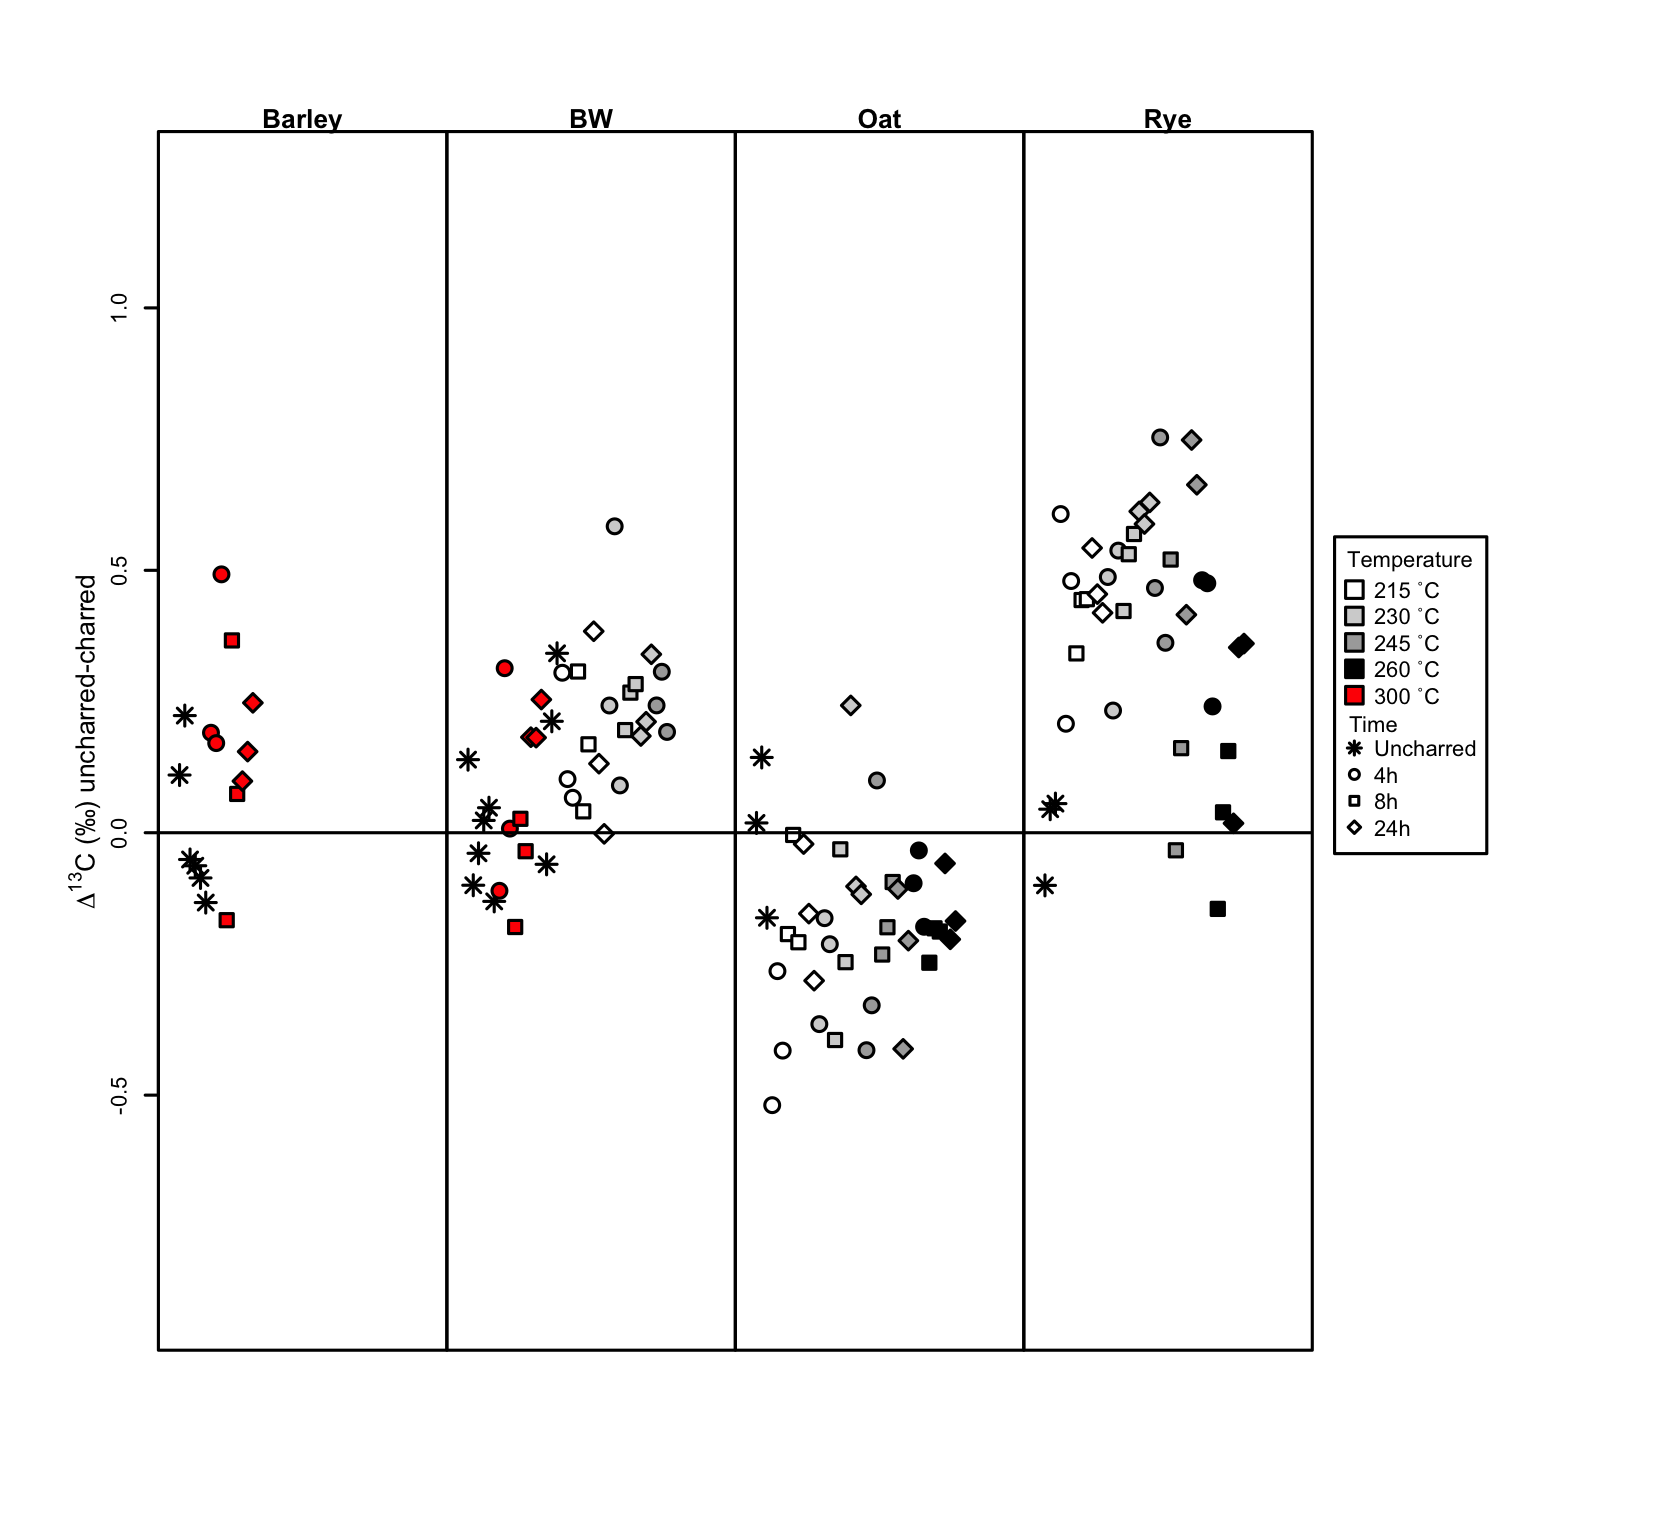 Barley BW Oat Rye
1.0
0.5
0.0
-0.5
Δ13C (‰) uncharred-charred
Temperature
215 °C
230 °C
245 °C
260 °C
300 °C
Time
Uncharred
4h
8h
24h